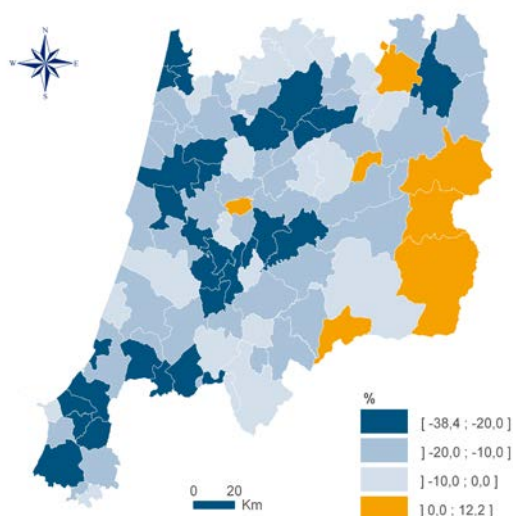 N
W E
S
%
[ -38,4 ; -20,0 ]
] -20,0 ; -10,0 ]
] -10,0 ; 0,0 ]
] 0,0 ; 12,2 ]
0 20
Km